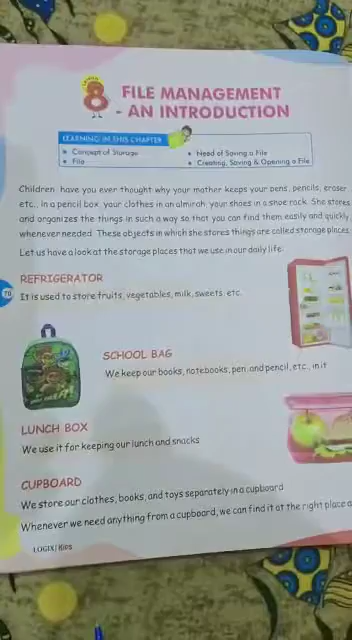 LESSON
8
FILE MANAGEMENT
- AN INTRODUCTION
LEARNING IN THIS CHAPTER
Concept of Storage
File
Need of Saving a File
Creating, Saving & Opening a File
Children, have you ever thought why your mother keeps your pens, pencils, eraser
etc., in a pencil box, your clothes in an almirah, your shoes in a shoe rack. She stores
and organizes the things in such a way so that you can find them easily and quickly
whenever needed. These objects in which she stores things are called storage places.
Let us have a look at the storage places that we use in our daily life.
REFRIGERATOR
It is used to store fruits, vegetables, milk, sweets, etc.
SCHOOL BAG
We keep our books, notebooks, pen, and pencil, etc., in it
LUNCH BOX
We use it for keeping our lunch and snacks
CUPBOARD
We store our clothes, books, and toys separately in a cupboard
Whenever we need anything from a cupboard, we can find it at the right place a
LOGIX/Kips